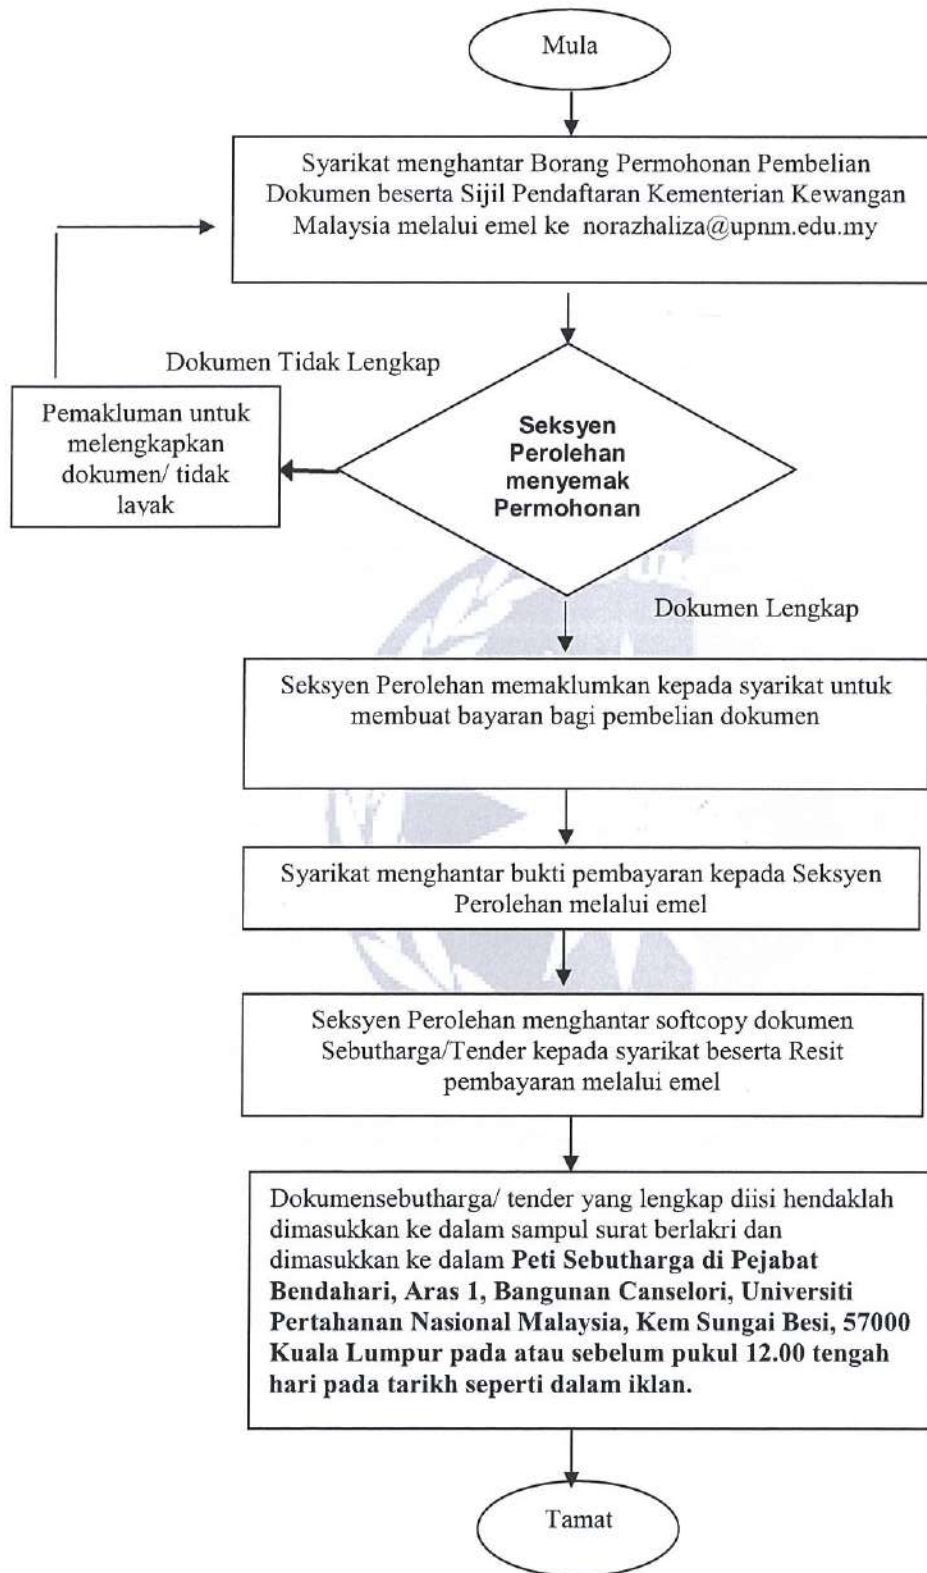 Mula
Syarikat menghantar Borang Permohonan Pembelian
Dokumen beserta Sijil Pendaftaran Kementerian Kewangan
Malaysia melalui emel ke norazhaliza@upnm.edu.my
Dokumen Tidak Lengkap
Pemakluman untuk
melengkapkan
dokumen/ tidak
layak
Seksyen
Perolehan
menyemak
Permohonan
Dokumen Lengkap
Seksyen Perolehan memaklumkan kepada syarikat untuk
membuat bayaran bagi pembelian dokumen
Syarikat menghantar bukti pembayaran kepada Seksyen
Perolehan melalui emel
Seksyen Perolehan menghantar softcopy dokumen
Sebutharga/Tender kepada syarikat beserta Resit
pembayaran melalui emel
Dokumensebutharga/ tender yang lengkap diisi hendaklah
dimasukkan ke dalam sampul surat berlakri dan
dimasukkan ke dalam Peti Sebutharga di Pejabat
Bendahari, Aras 1, Bangunan Canselori, Universiti
Pertahanan Nasional Malaysia, Kem Sungai Besi, 57000
Kuala Lumpur pada atau sebelum pukul 12.00 tengah
hari pada tarikh seperti dalam iklan.
Tamat